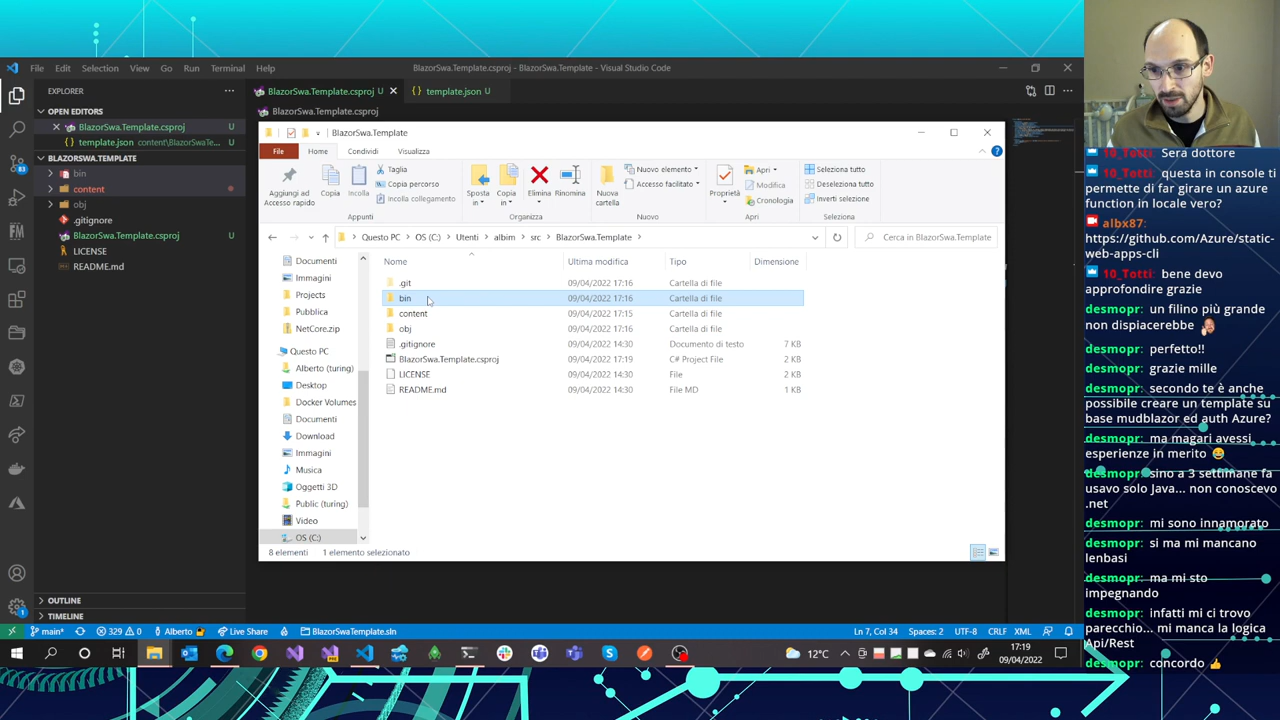 File Edit Selection View Go Run Terminal Help
BlazorSwa.Template.csproj - BlazorSwa.Template - Visual Studio Code
EXPLORER
OPEN EDITORS
BlazorSwa.Template.csproj U
template.json content\BlazorSwaTe... U
BLAZORSWA.TEMPLATE
bin
content
obj
.gitignore
BlazorSwa.Template.csproj U
LICENSE
README.md
OUTLINE
TIMELINE
BlazorSwa.Template.csproj U
template.json U
BlazorSwa.Template.csproj
BlazorSwa.Template
File Home Condividi Visualizza
Aggiungi ad
Accesso rapido
Copia
Incolla
Taglia
Copia percorso
Incolla collegamento
Appunti
Sposta
in
Copia
in
Elimina
Rinomina
Organizza
Nuova
cartella
Nuovo elemento
Accesso facilitato
Nuovo
Proprietà
Apri
Modifica
Cronologia
Apri
Seleziona tutto
Deseleziona tutto
Inverti selezione
Seleziona
Questo PC OS (C:) Utenti albim src BlazorSwa.Template
Cerca in BlazorSwa.Template
Documenti
Immagini
Projects
Pubblica
NetCore.zip
Questo PC
Alberto (turing)
Desktop
Docker Volumes
Documenti
Download
Immagini
Musica
Oggetti 3D
Public (turing)
Video
OS (C:)
Nome Ultima modifica Tipo Dimensione
.git 09/04/2022 17:16 Cartella di file
bin 09/04/2022 17:16 Cartella di file
content 09/04/2022 17:15 Cartella di file
obj 09/04/2022 17:16 Cartella di file
.gitignore 09/04/2022 14:30 Documento di testo 7 KB
BlazorSwa.Template.csproj 09/04/2022 17:19 C# Project File 2 KB
LICENSE 09/04/2022 14:30 File 2 KB
README.md 09/04/2022 14:30 File MD 1 KB
8 elementi 1 elemento selezionato
main* 329 0 Alberto Live Share BlazorSwaTemplate.sln Ln 7, Col 34 Spaces: 2 UTF-8 CRLF XML
12°C
17:19
09/04/2022
10_Totti: Sera dottore
10_Totti: questa in console ti
permette di far girare un azure
function in locale vero?
albx87:
https://github.com/Azure/static-
web-apps-cli
10_Totti: bene devo
approfondire grazie
desmopr: un filino più grande
non dispiacerebbe
desmopr: perfetto!!
desmopr: grazie mille
desmopr: secondo te è anche
possibile creare un template su
base mudblazor ed auth Azure?
desmopr: ma magari avessi
esperienze in merito
desmopr: sino a 3 settimane fa
usavo solo Java... non conoscevo
.net
desmopr: mi sono innamorato
desmopr: si ma mi mancano
lenbasi
desmopr: ma mi sto
impegnando
desmopr: infatti mi ci trovo
parecchio... mi manca la logica
Api/Rest
desmopr: concordo